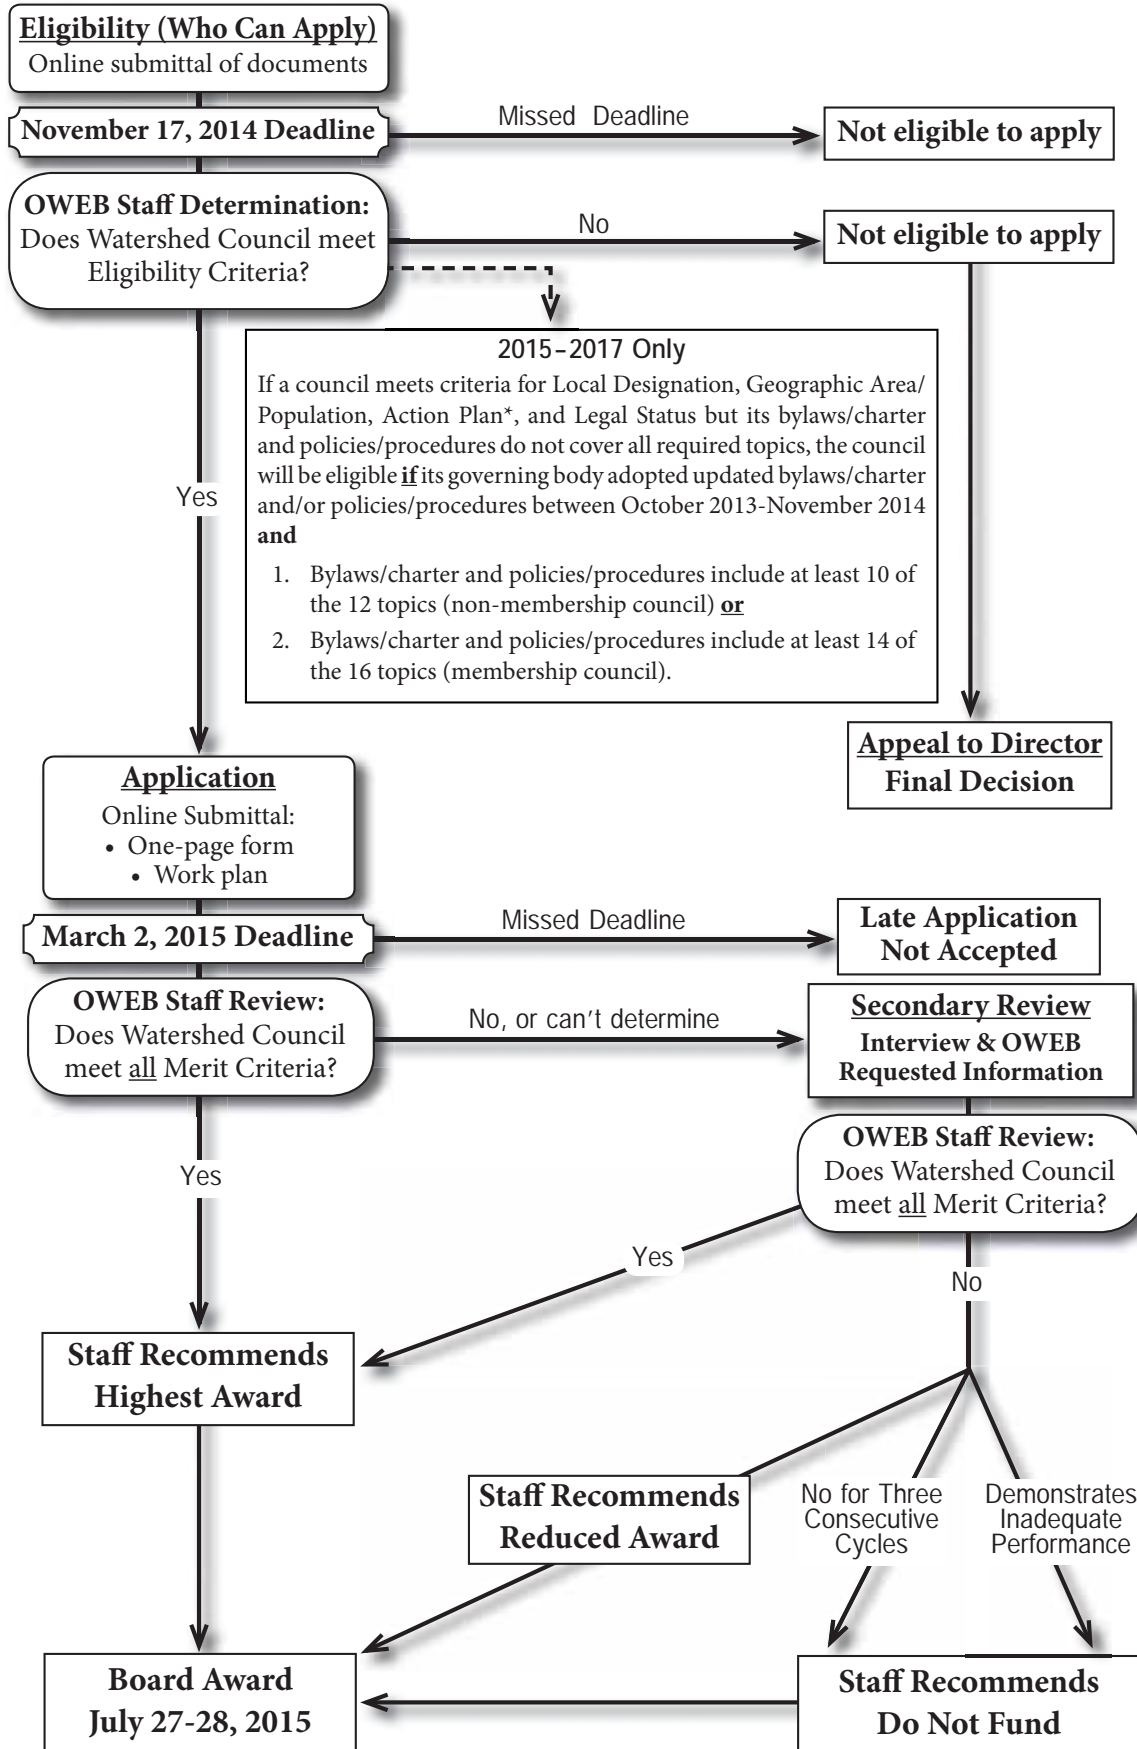 Eligibility (Who Can Apply)
Online submittal of documents
November 17, 2014 Deadline
Missed Deadline
Not eligible to apply
OWEB Staff Determination:
Does Watershed Council meet
Eligibility Criteria?
No
Not eligible to apply
2015–2017 Only
If a council meets criteria for Local Designation, Geographic Area/
Population, Action Plan*, and Legal Status but its bylaws/charter
and policies/procedures do not cover all required topics, the council
will be eligible if its governing body adopted updated bylaws/charter
and/or policies/procedures between October 2013-November 2014
and
1. Bylaws/charter and policies/procedures include at least 10 of
the 12 topics (non-membership council) or
2. Bylaws/charter and policies/procedures include at least 14 of
the 16 topics (membership council).
Yes
Appeal to Director
Final Decision
Application
Online Submittal:
• One-page form
• Work plan
March 2, 2015 Deadline
Missed Deadline
Late Application
Not Accepted
OWEB Staff Review:
Does Watershed Council
meet all Merit Criteria?
No, or can't determine
Secondary Review
Interview & OWEB
Requested Information
OWEB Staff Review:
Does Watershed Council
meet all Merit Criteria?
Yes
Yes
No
Staff Recommends
Highest Award
Staff Recommends
Reduced Award
No for Three
Consecutive
Cycles
Demonstrates
Inadequate
Performance
Board Award
July 27-28, 2015
Staff Recommends
Do Not Fund